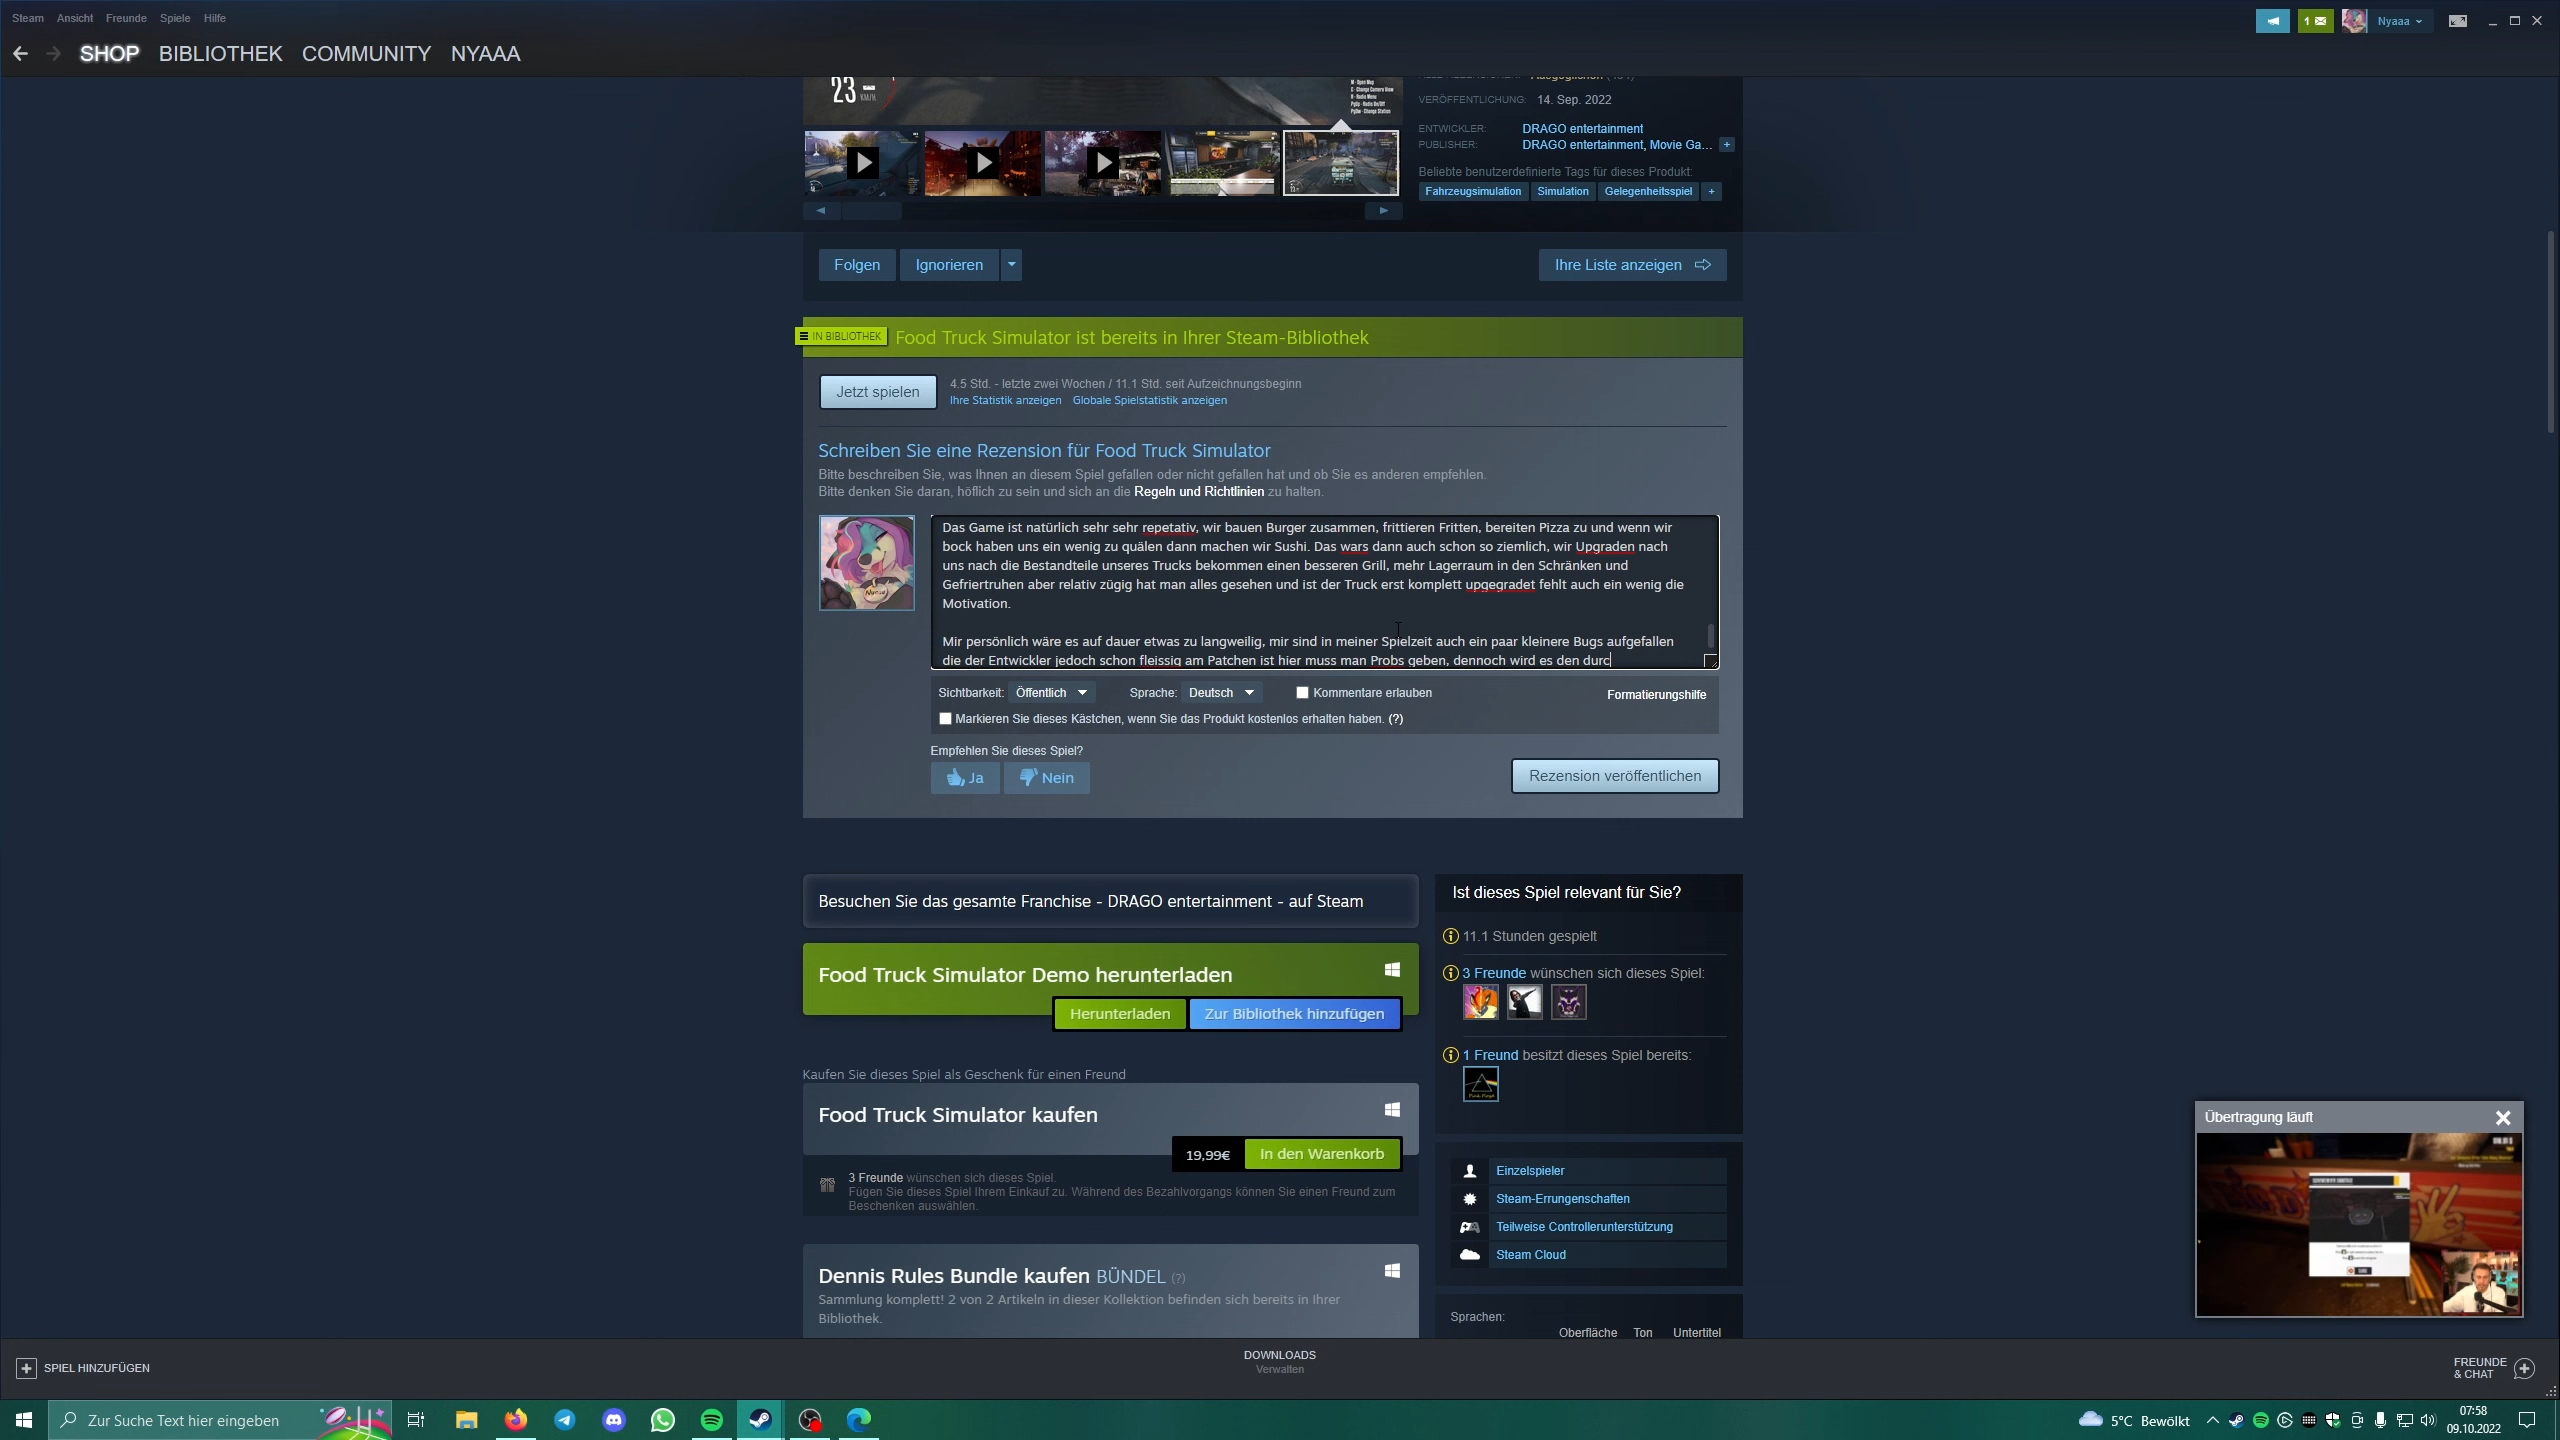 Steam Ansicht Freunde Spiele Hilfe
1
Nyaaa
SHOP BIBLIOTHEK COMMUNITY NYAAA
23 KM/H
M - Open Map
C - Change Camera View
R - Radio Menu
PgUp - Radio On/Off
PgDw - Change Station
VERÖFFENTLICHUNG: 14. Sep. 2022
ENTWICKLER: DRAGO entertainment
PUBLISHER: DRAGO entertainment, Movie Ga... +
Beliebte benutzerdefinierte Tags für dieses Produkt:
Fahrzeugsimulation Simulation Gelegenheitsspiel +
Folgen Ignorieren Ihre Liste anzeigen
IN BIBLIOTHEK Food Truck Simulator ist bereits in Ihrer Steam-Bibliothek
Jetzt spielen
4.5 Std. - letzte zwei Wochen / 11.1 Std. seit Aufzeichnungsbeginn
Ihre Statistik anzeigen Globale Spielstatistik anzeigen
Schreiben Sie eine Rezension für Food Truck Simulator
Bitte beschreiben Sie, was Ihnen an diesem Spiel gefallen oder nicht gefallen hat und ob Sie es anderen empfehlen.
Bitte denken Sie daran, höflich zu sein und sich an die Regeln und Richtlinien zu halten.
Das Game ist natürlich sehr sehr repetativ, wir bauen Burger zusammen, frittieren Fritten, bereiten Pizza zu und wenn wir
bock haben uns ein wenig zu quälen dann machen wir Sushi. Das wars dann auch schon so ziemlich, wir Upgraden nach
uns nach die Bestandteile unseres Trucks bekommen einen besseren Grill, mehr Lagerraum in den Schränken und
Gefriertruhen aber relativ zügig hat man alles gesehen und ist der Truck erst komplett upgegradet fehlt auch ein wenig die
Motivation.
Mir persönlich wäre es auf dauer etwas zu langweilig, mir sind in meiner Spielzeit auch ein paar kleinere Bugs aufgefallen
die der Entwickler jedoch schon fleissig am Patchen ist hier muss man Probs geben, dennoch wird es den durc
Sichtbarkeit: Öffentlich Sprache: Deutsch Kommentare erlauben Formatierungshilfe
Markieren Sie dieses Kästchen, wenn Sie das Produkt kostenlos erhalten haben. (?)
Empfehlen Sie dieses Spiel?
Ja Nein
Rezension veröffentlichen
Besuchen Sie das gesamte Franchise - DRAGO entertainment - auf Steam
Food Truck Simulator Demo herunterladen
Herunterladen Zur Bibliothek hinzufügen
Kaufen Sie dieses Spiel als Geschenk für einen Freund
Food Truck Simulator kaufen
19,99€ In den Warenkorb
3 Freunde wünschen sich dieses Spiel.
Fügen Sie dieses Spiel Ihrem Einkauf zu. Während des Bezahlvorgangs können Sie einen Freund zum
Beschenken auswählen.
Dennis Rules Bundle kaufen BÜNDEL (?)
Sammlung komplett! 2 von 2 Artikeln in dieser Kollektion befinden sich bereits in Ihrer
Bibliothek.
Ist dieses Spiel relevant für Sie?
11.1 Stunden gespielt
3 Freunde wünschen sich dieses Spiel:
1 Freund besitzt dieses Spiel bereits:
Pink Floyd
Einzelspieler
Steam-Errungenschaften
Teilweise Controllerunterstützung
Steam Cloud
Sprachen:
Oberfläche Ton Untertitel
Übertragung läuft
SPIEL HINZUFÜGEN
DOWNLOADS
Verwalten
FREUNDE
& CHAT
Zur Suche Text hier eingeben
5°C Bewölkt
07:58
09.10.2022